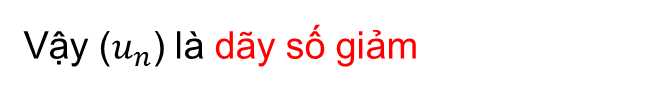 Vậy (𝑢ₙ) là dãy số giảm